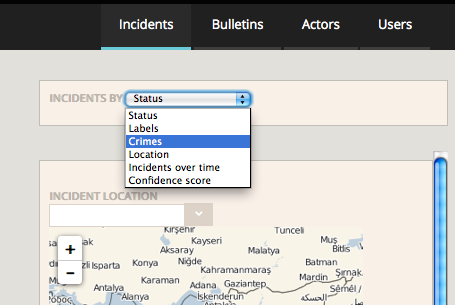 Incidents Bulletins Actors Users
INCIDENTS BY Status
Status
Labels
Crimes
Location
Incidents over time
Confidence score
INCIDENT LOCATION
+
−
Kırşehir Tunceli
Kayseri Muş
Aksaray Malatya Bitlis
Isparta Konya Niğde Batman
Kahramanmaraş Şırnak
Karaman Adana Gaziantep Mardin
Antalya İskenderun
Antakya الحسكة Sêmêl /